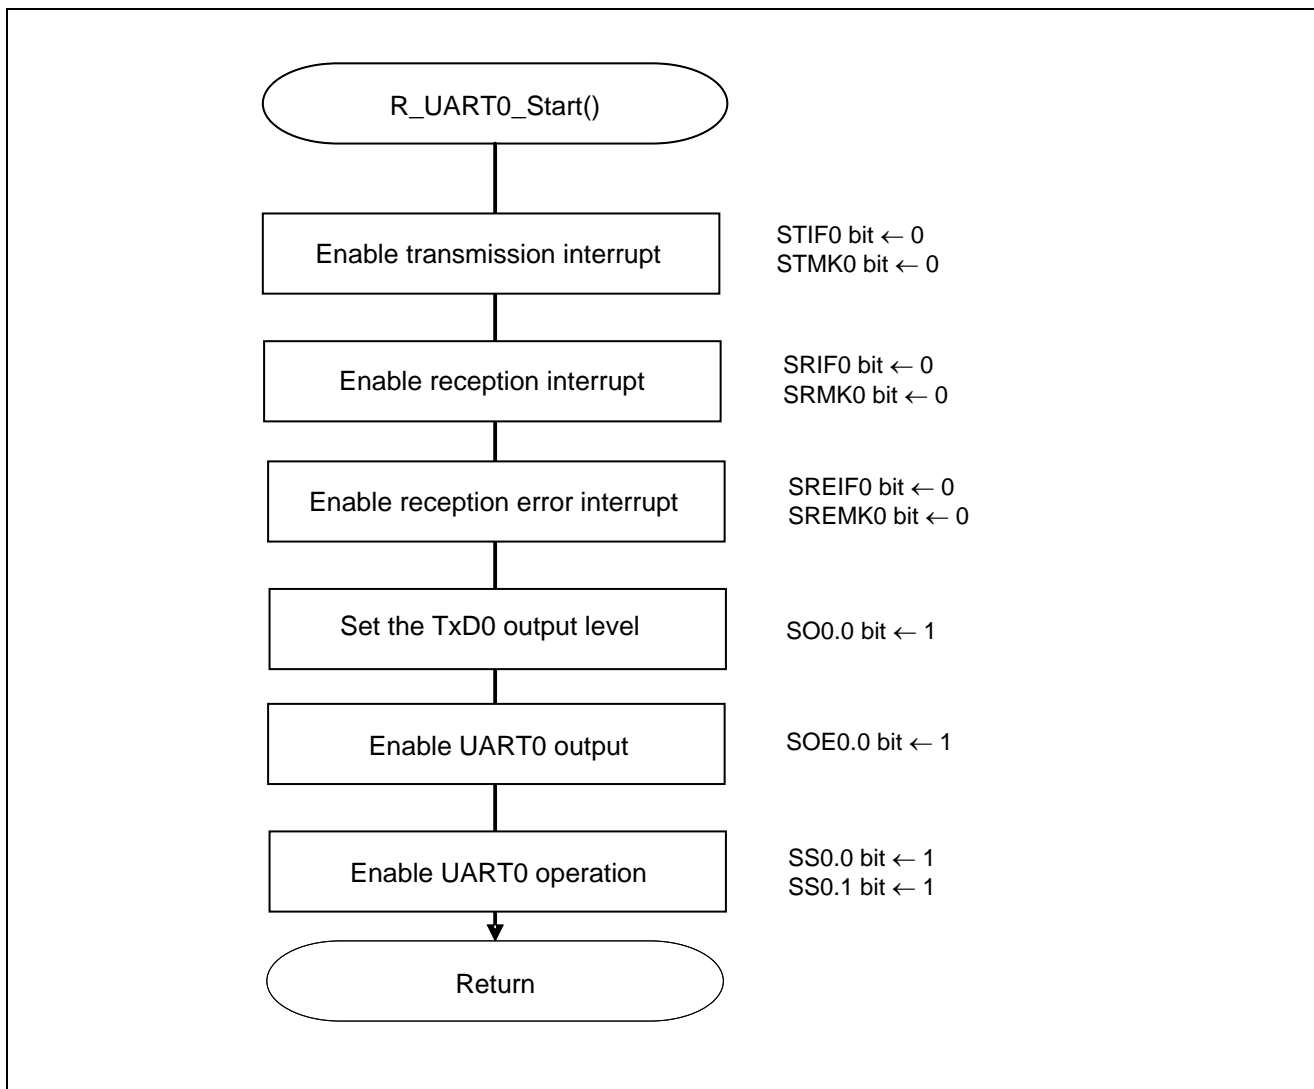 R_UART0_Start()
Enable transmission interrupt
STIF0 bit ← 0
STMK0 bit ← 0
Enable reception interrupt
SRIF0 bit ← 0
SRMK0 bit ← 0
Enable reception error interrupt
SREIF0 bit ← 0
SREMK0 bit ← 0
Set the TxD0 output level
SO0.0 bit ← 1
Enable UART0 output
SOE0.0 bit ← 1
Enable UART0 operation
SS0.0 bit ← 1
SS0.1 bit ← 1
Return